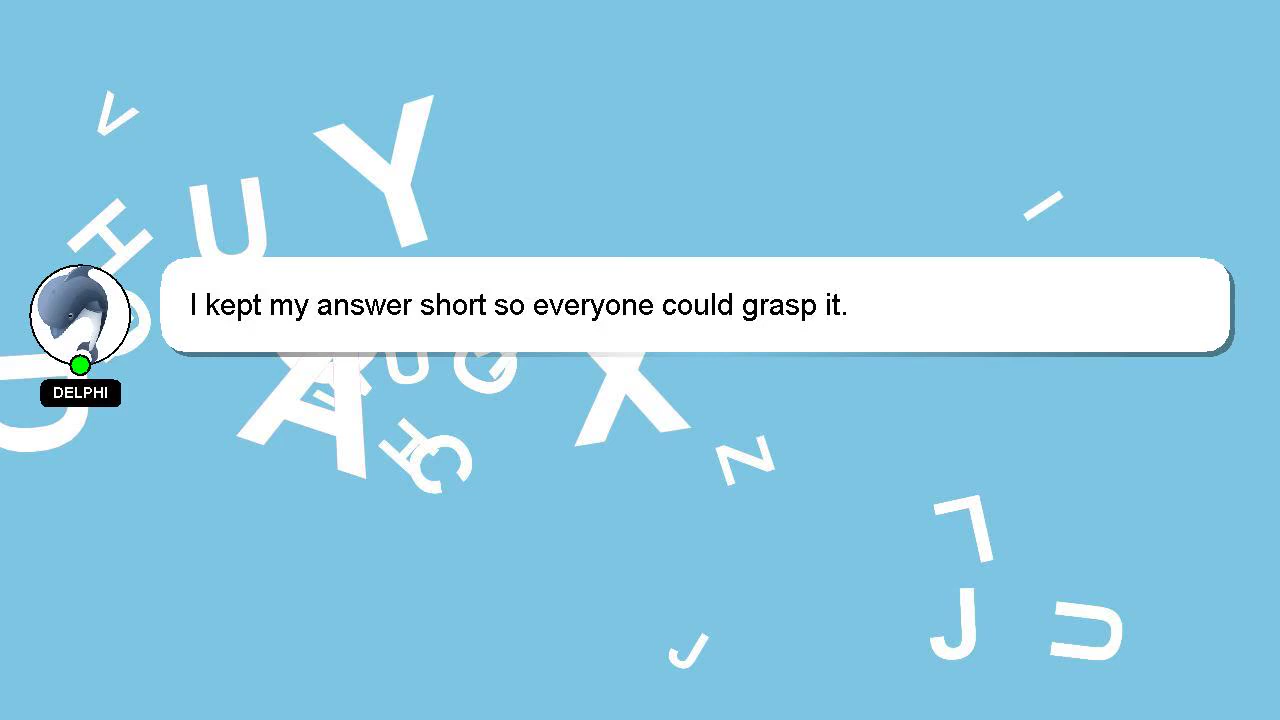 V
Y
I
H
U
I kept my answer short so everyone could grasp it.
DELPHI
U
G
A
X
H
C
N
L
J
U
J